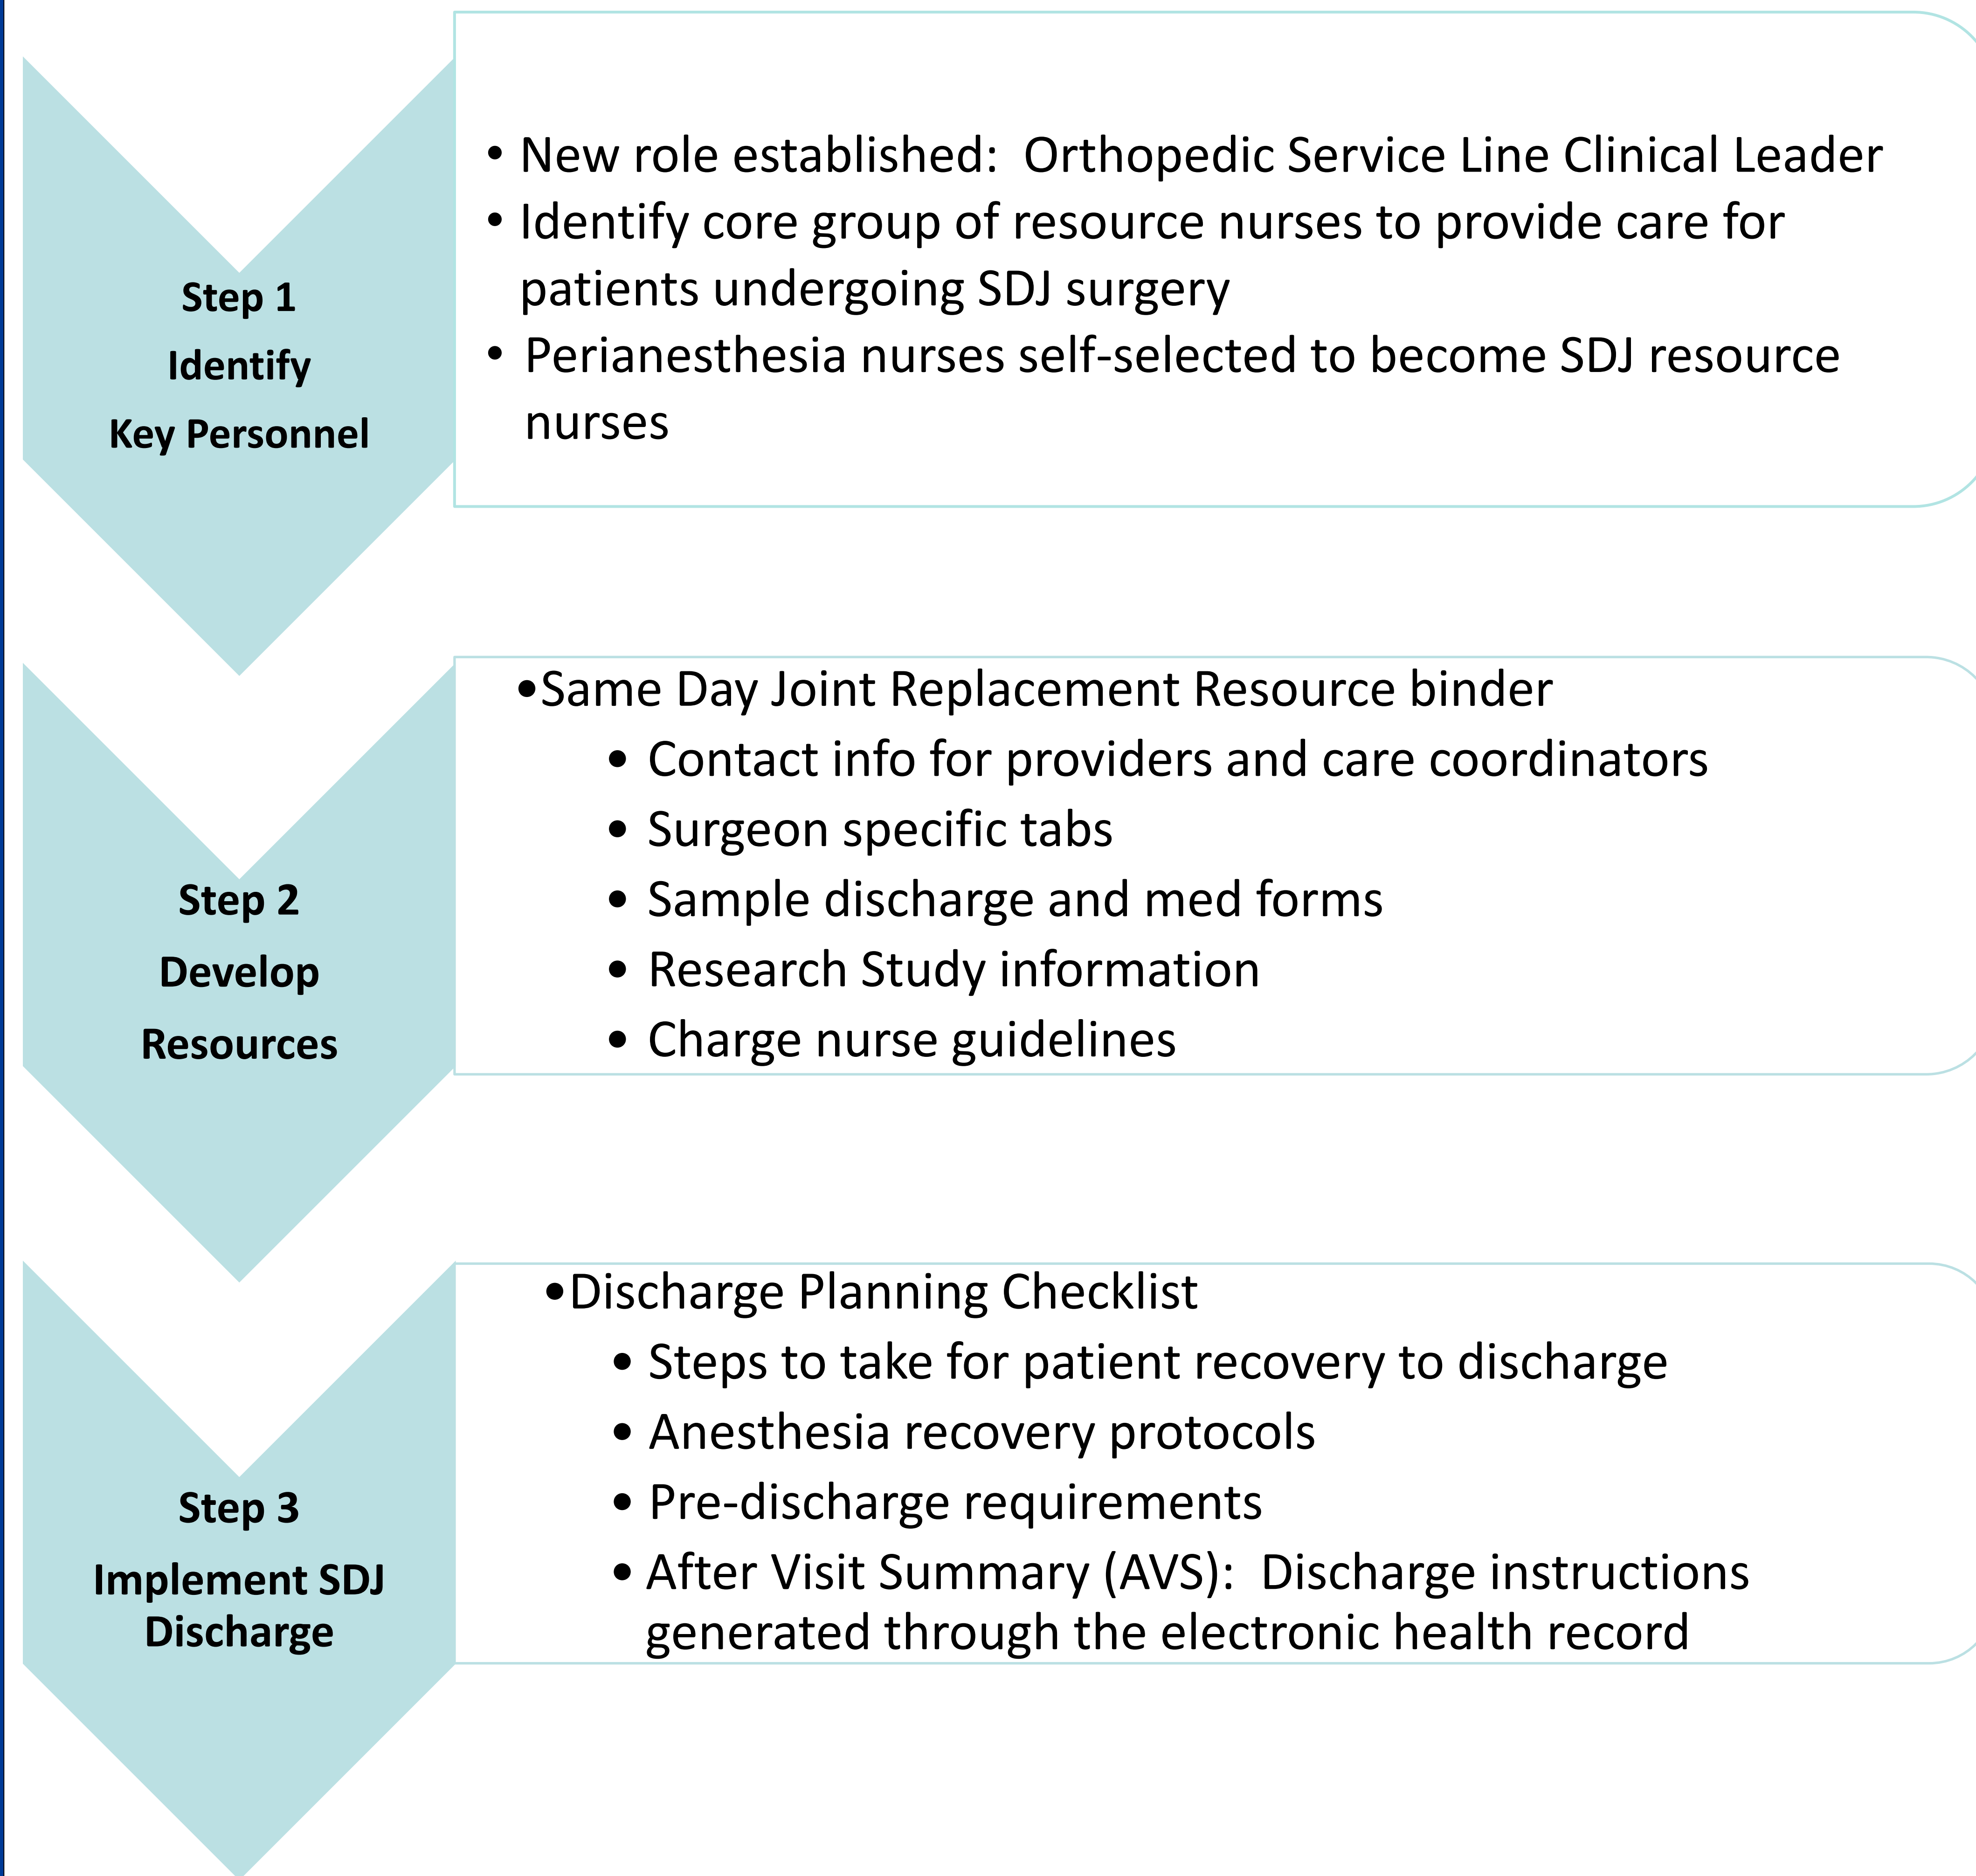 Step 1
Identify
Key Personnel
• New role established:  Orthopedic Service Line Clinical Leader
• Identify core group of resource nurses to provide care for
patients undergoing SDJ surgery
• Perianesthesia nurses self-selected to become SDJ resource
nurses
Step 2
Develop
Resources
•Same Day Joint Replacement Resource binder
• Contact info for providers and care coordinators
• Surgeon specific tabs
• Sample discharge and med forms
• Research Study information
• Charge nurse guidelines
Step 3
Implement SDJ
Discharge
•Discharge Planning Checklist
• Steps to take for patient recovery to discharge
• Anesthesia recovery protocols
• Pre-discharge requirements
• After Visit Summary (AVS):  Discharge instructions
generated through the electronic health record